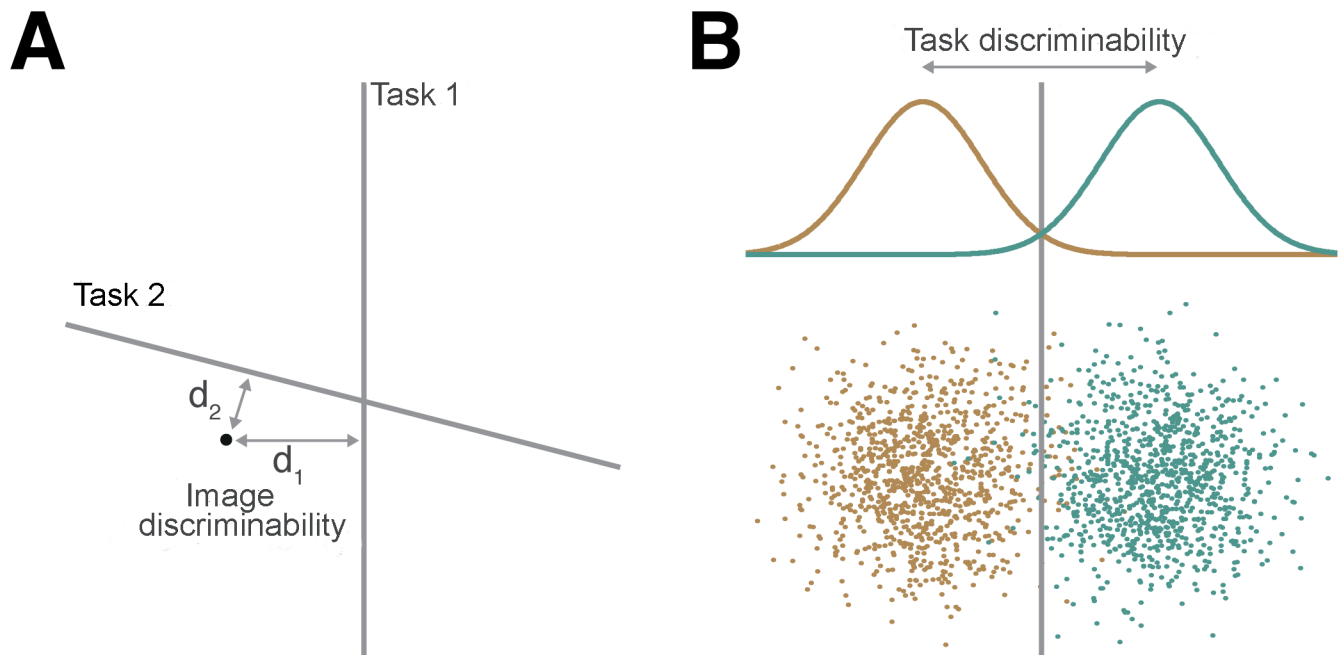 A
Task 1
Task 2
d₂
d₁
Image
discriminability
B
Task discriminability